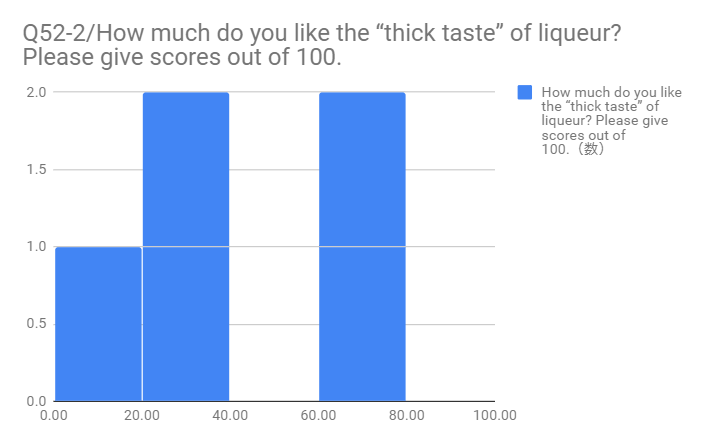 Q52-2/How much do you like the “thick taste” of liqueur?
Please give scores out of 100.
How much do you like
the “thick taste” of
liqueur? Please give
scores out of
100.（数）
2.0
1.5
1.0
0.5
0.0
0.00 20.00 40.00 60.00 80.00 100.00